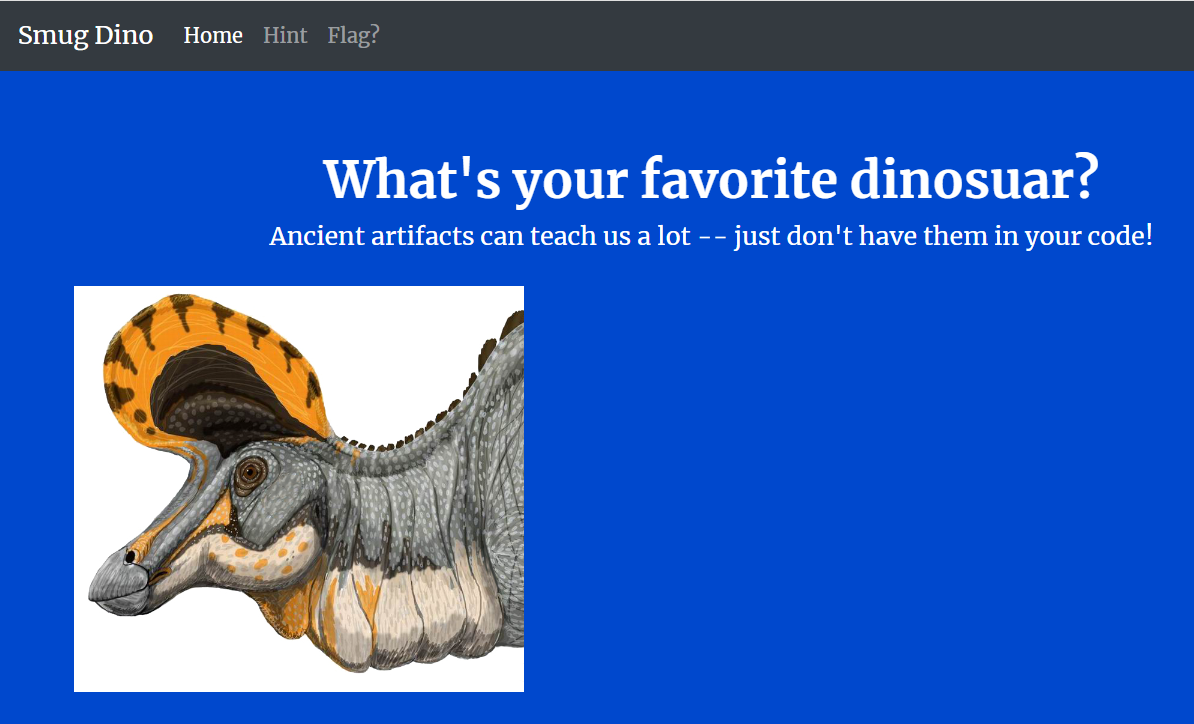 Smug Dino Home Hint Flag?
What's your favorite dinosuar?
Ancient artifacts can teach us a lot -- just don't have them in your code!